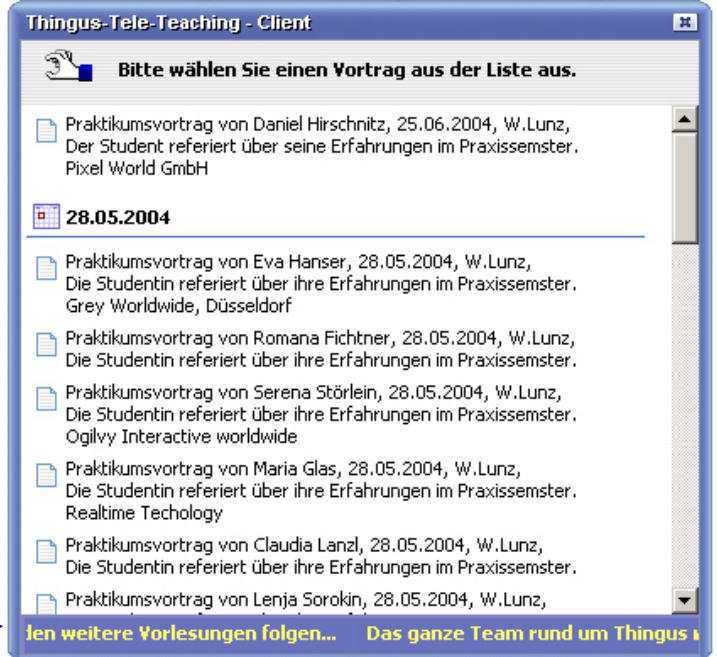 Thingus-Tele-Teaching - Client
Bitte wählen Sie einen Vortrag aus der Liste aus.
Praktikumsvortrag von Daniel Hirschnitz, 25.06.2004, W.Lunz,
Der Student referiert über seine Erfahrungen im Praxissemster.
Pixel World GmbH
28.05.2004
Praktikumsvortrag von Eva Hanser, 28.05.2004, W.Lunz,
Die Studentin referiert über ihre Erfahrungen im Praxissemster.
Grey Worldwide, Düsseldorf
Praktikumsvortrag von Romana Fichtner, 28.05.2004, W.Lunz,
Die Studentin referiert über ihre Erfahrungen im Praxissemster.
Praktikumsvortrag von Serena Störlein, 28.05.2004, W.Lunz,
Die Studentin referiert über ihre Erfahrungen im Praxissemster.
Ogilvy Interactive worldwide
Praktikumsvortrag von Maria Glas, 28.05.2004, W.Lunz,
Die Studentin referiert über ihre Erfahrungen im Praxissemster.
Realtime Techology
Praktikumsvortrag von Claudia Lanzl, 28.05.2004, W.Lunz,
Die Studentin referiert über ihre Erfahrungen im Praxissemster.
Praktikumsvortrag von Lenja Sorokin, 28.05.2004, W.Lunz,
weitere Vorlesungen folgen... Das ganze Team rund um Thingus